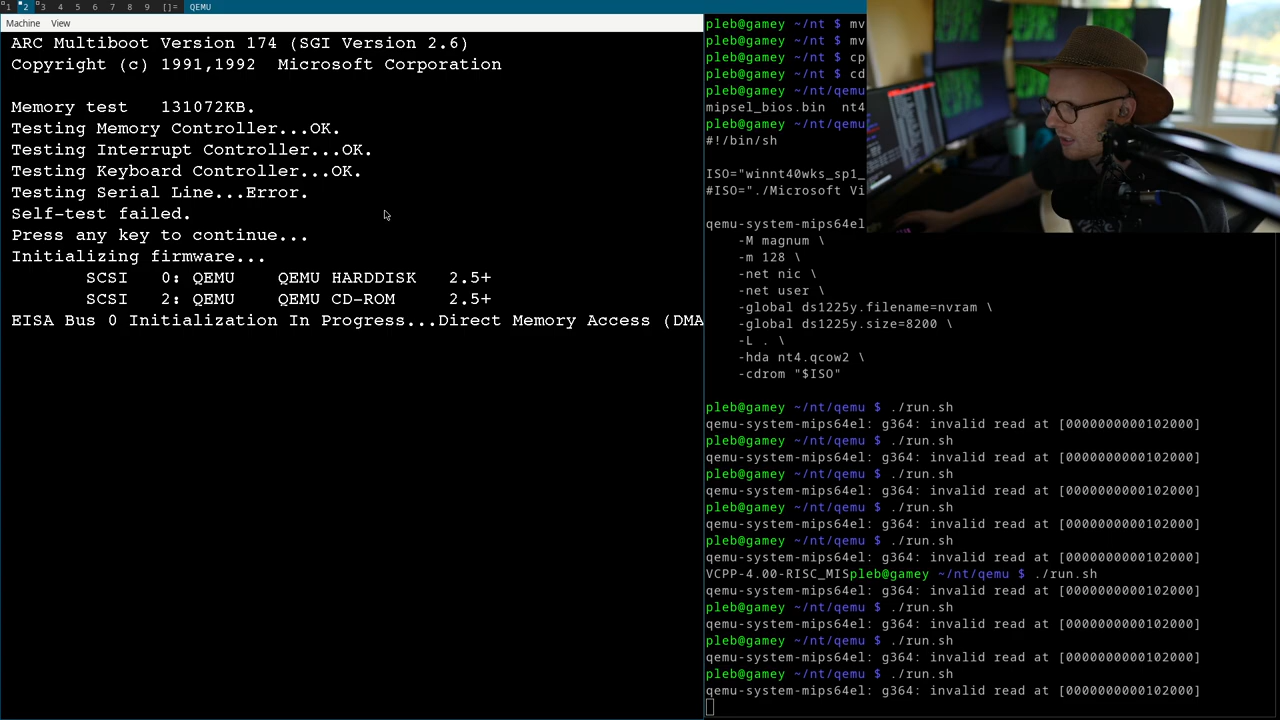 1 2 3 4 5 6 7 8 9 []= QEMU
Machine View
ARC Multiboot Version 174 (SGI Version 2.6)
Copyright (c) 1991,1992 Microsoft Corporation
Memory test 131072KB.
Testing Memory Controller...OK.
Testing Interrupt Controller...OK.
Testing Keyboard Controller...OK.
Testing Serial Line...Error.
Self-test failed.
Press any key to continue...
Initializing firmware...
SCSI 0: QEMU QEMU HARDDISK 2.5+
SCSI 2: QEMU QEMU CD-ROM 2.5+
EISA Bus 0 Initialization In Progress...Direct Memory Access (DMA
pleb@gamey ~/nt $ mv
pleb@gamey ~/nt $ mv
pleb@gamey ~/nt $ cp
pleb@gamey ~/nt $ cd
pleb@gamey ~/nt/qemu
mipsel_bios.bin nt4
pleb@gamey ~/nt/qemu
#!/bin/sh
ISO="winnt40wks_sp1_
#ISO="./Microsoft Vi
qemu-system-mips64el
-M magnum \
-m 128 \
-net nic \
-net user \
-global ds1225y.filename=nvram \
-global ds1225y.size=8200 \
-L . \
-hda nt4.qcow2 \
-cdrom "$ISO"
pleb@gamey ~/nt/qemu $ ./run.sh
qemu-system-mips64el: g364: invalid read at [0000000000102000]
pleb@gamey ~/nt/qemu $ ./run.sh
qemu-system-mips64el: g364: invalid read at [0000000000102000]
pleb@gamey ~/nt/qemu $ ./run.sh
qemu-system-mips64el: g364: invalid read at [0000000000102000]
pleb@gamey ~/nt/qemu $ ./run.sh
qemu-system-mips64el: g364: invalid read at [0000000000102000]
pleb@gamey ~/nt/qemu $ ./run.sh
qemu-system-mips64el: g364: invalid read at [0000000000102000]
VCPP-4.00-RISC_MISpleb@gamey ~/nt/qemu $ ./run.sh
qemu-system-mips64el: g364: invalid read at [0000000000102000]
pleb@gamey ~/nt/qemu $ ./run.sh
qemu-system-mips64el: g364: invalid read at [0000000000102000]
pleb@gamey ~/nt/qemu $ ./run.sh
qemu-system-mips64el: g364: invalid read at [0000000000102000]
pleb@gamey ~/nt/qemu $ ./run.sh
qemu-system-mips64el: g364: invalid read at [0000000000102000]